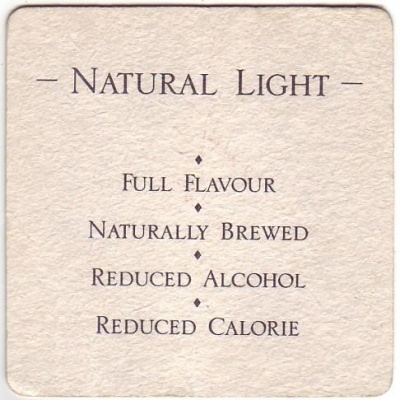 – NATURAL LIGHT –
FULL FLAVOUR
NATURALLY BREWED
REDUCED ALCOHOL
REDUCED CALORIE